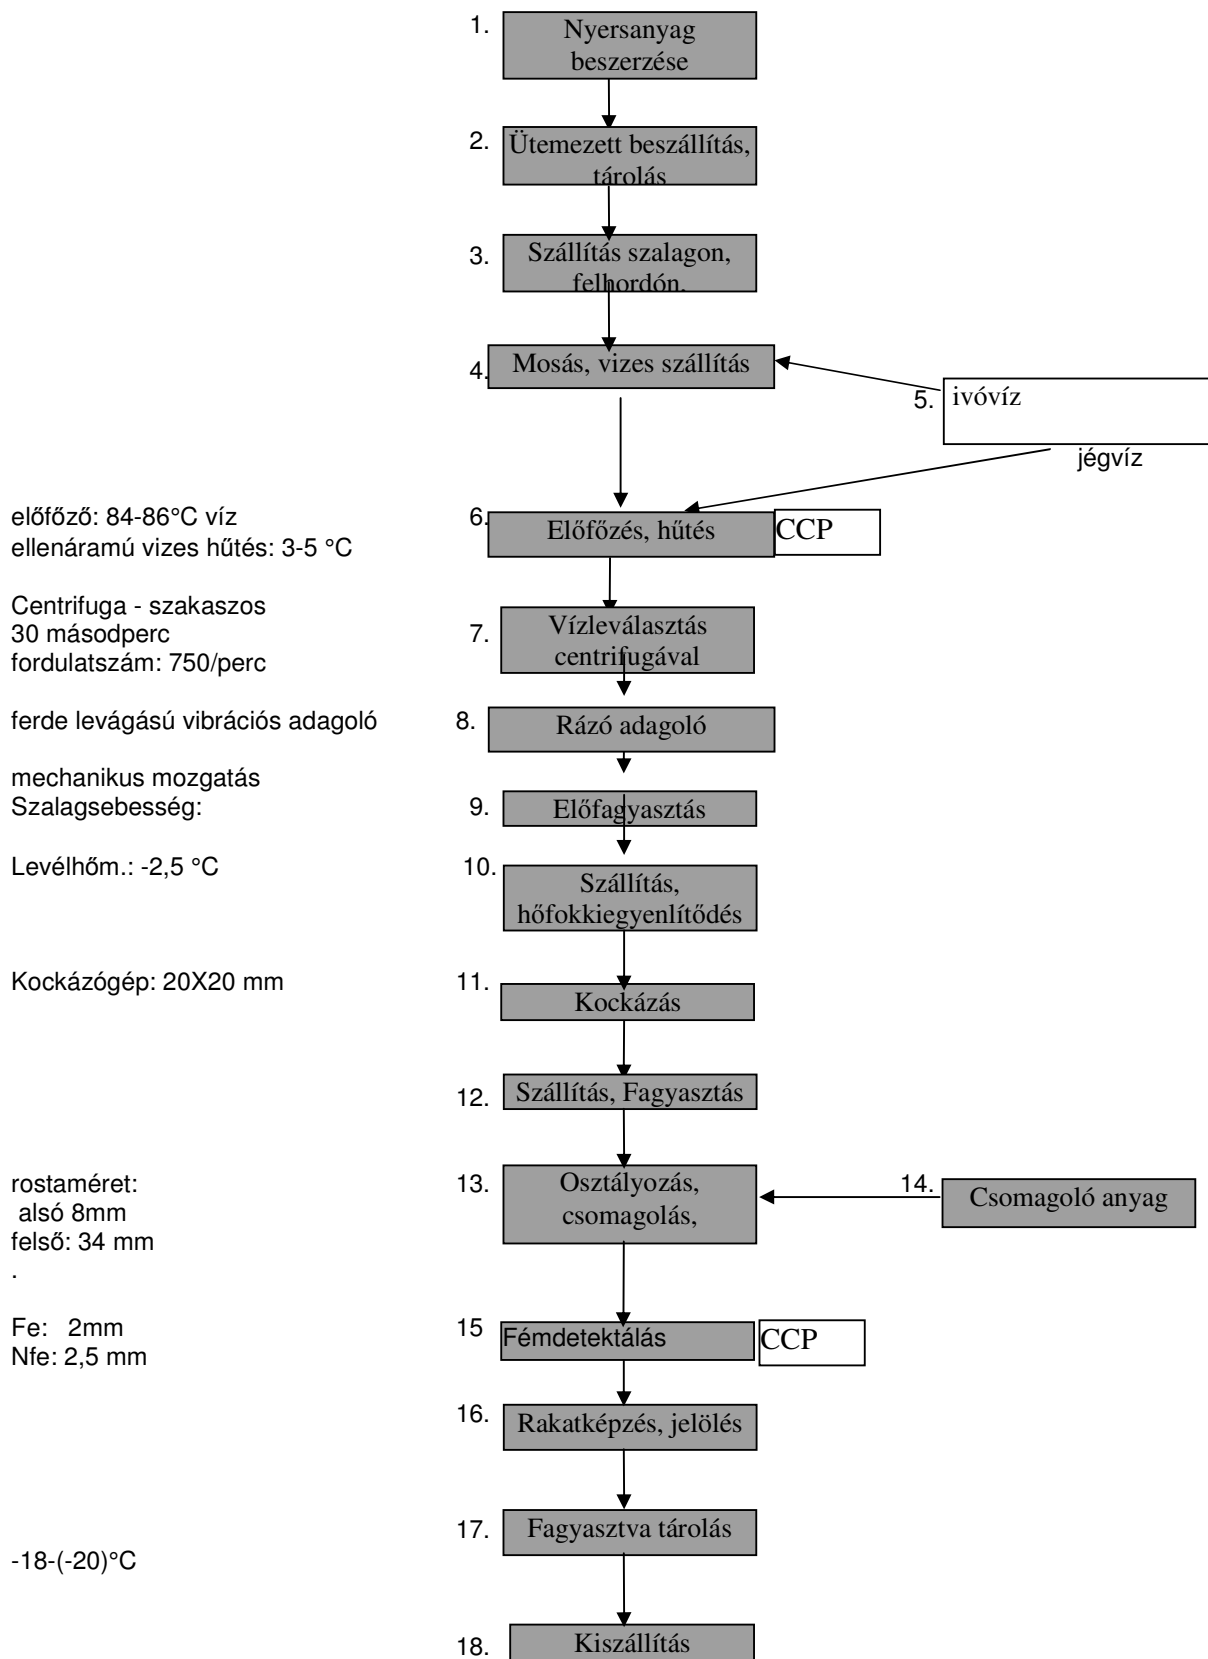 1. Nyersanyag
beszerzése
2. Ütemezett beszállítás,
tárolás
3. Szállítás szalagon,
felhordón.
4. Mosás, vizes szállítás
5. ivóvíz
jégvíz
előfőző: 84-86°C víz
ellenáramú vizes hűtés: 3-5 °C
6. Előfőzés, hűtés CCP
Centrifuga - szakaszos
30 másodperc
fordulatszám: 750/perc
7. Vízleválasztás
centrifugával
ferde levágású vibrációs adagoló
8. Rázó adagoló
mechanikus mozgatás
Szalagsebesség:
9. Előfagyasztás
Levélhőm.: -2,5 °C
10. Szállítás,
hőfokkiegyenlítődés
Kockázógép: 20X20 mm
11. Kockázás
12. Szállítás, Fagyasztás
rostaméret:
alsó 8mm
felső: 34 mm
.
13. Osztályozás,
csomagolás,
14. Csomagoló anyag
Fe: 2mm
Nfe: 2,5 mm
15 Fémdetektálás CCP
16. Rakatképzés, jelölés
17. Fagyasztva tárolás
-18-(-20)°C
18. Kiszállítás